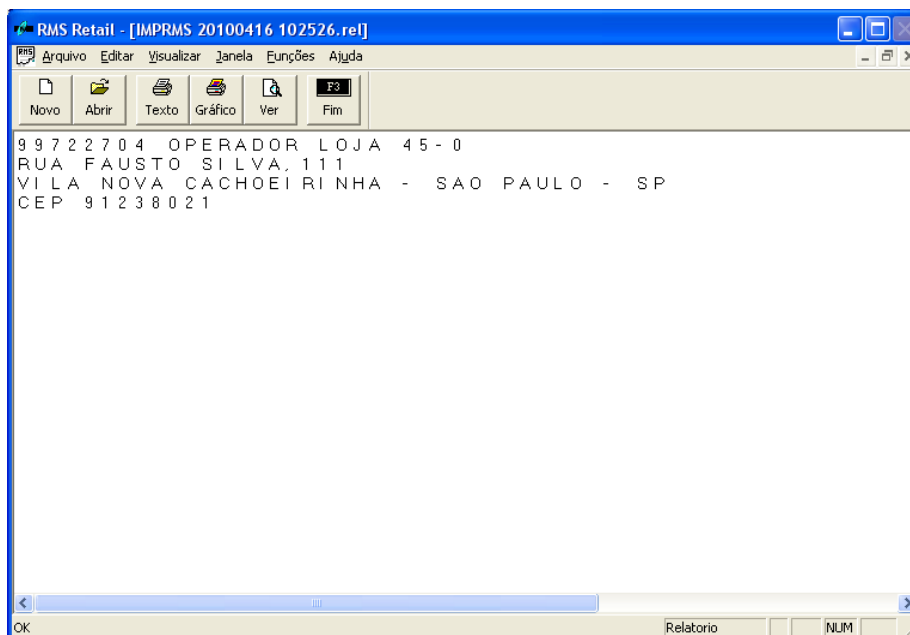 RMS Retail - [IMPRMS 20100416 102526.rel]
RMS Arquivo Editar Visualizar Janela Funções Ajuda
F3
Novo Abrir Texto Gráfico Ver Fim
99722704 OPERADOR LOJA 45-0
RUA FAUSTO SILVA,111
VILA NOVA CACHOEIRINHA - SAO PAULO - SP
CEP 91238021
OK Relatorio NUM